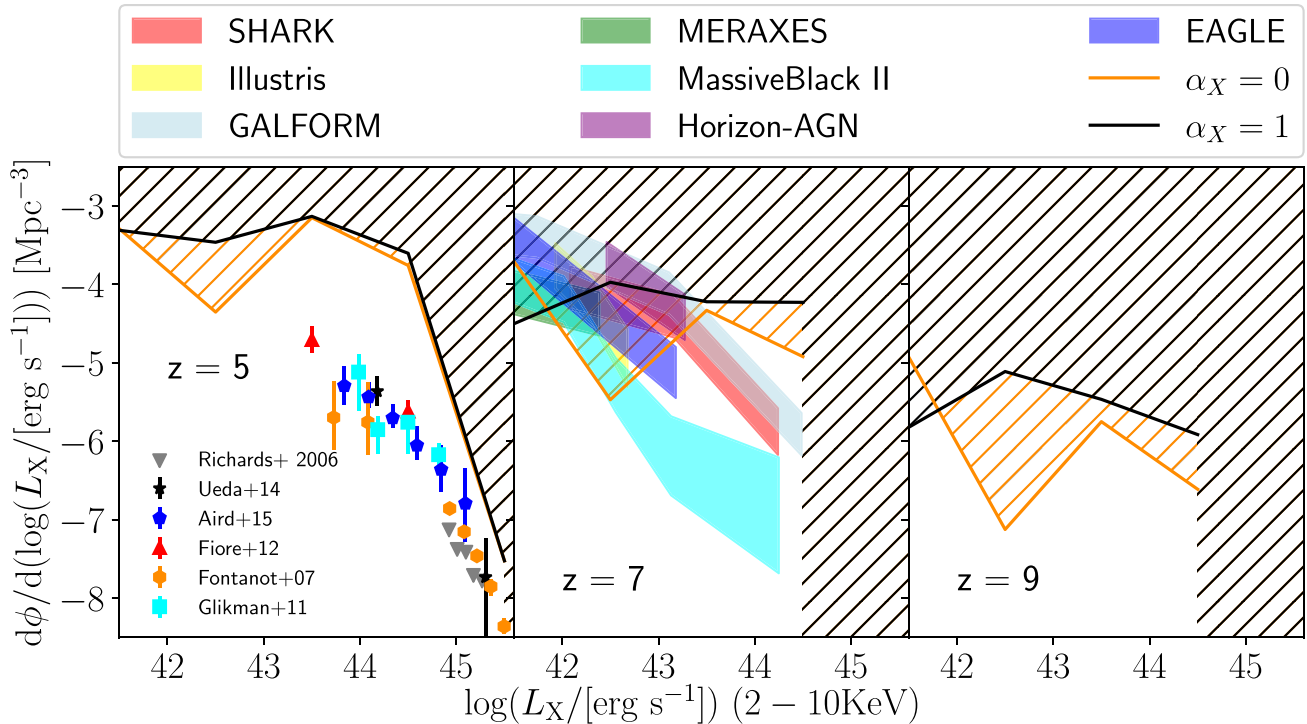 SHARK MERAXES EAGLE
Illustris MassiveBlack II α_X = 0
GALFORM Horizon-AGN α_X = 1
dϕ/d(log(L_X/[erg s⁻¹])) [Mpc⁻³]
−3
−4
−5
−6
−7
−8
z = 5
Richards+ 2006
Ueda+14
Aird+15
Fiore+12
Fontanot+07
Glikman+11
z = 7
z = 9
42 43 44 45 42 43 44 45 42 43 44 45
log(L_X/[erg s⁻¹]) (2 − 10KeV)